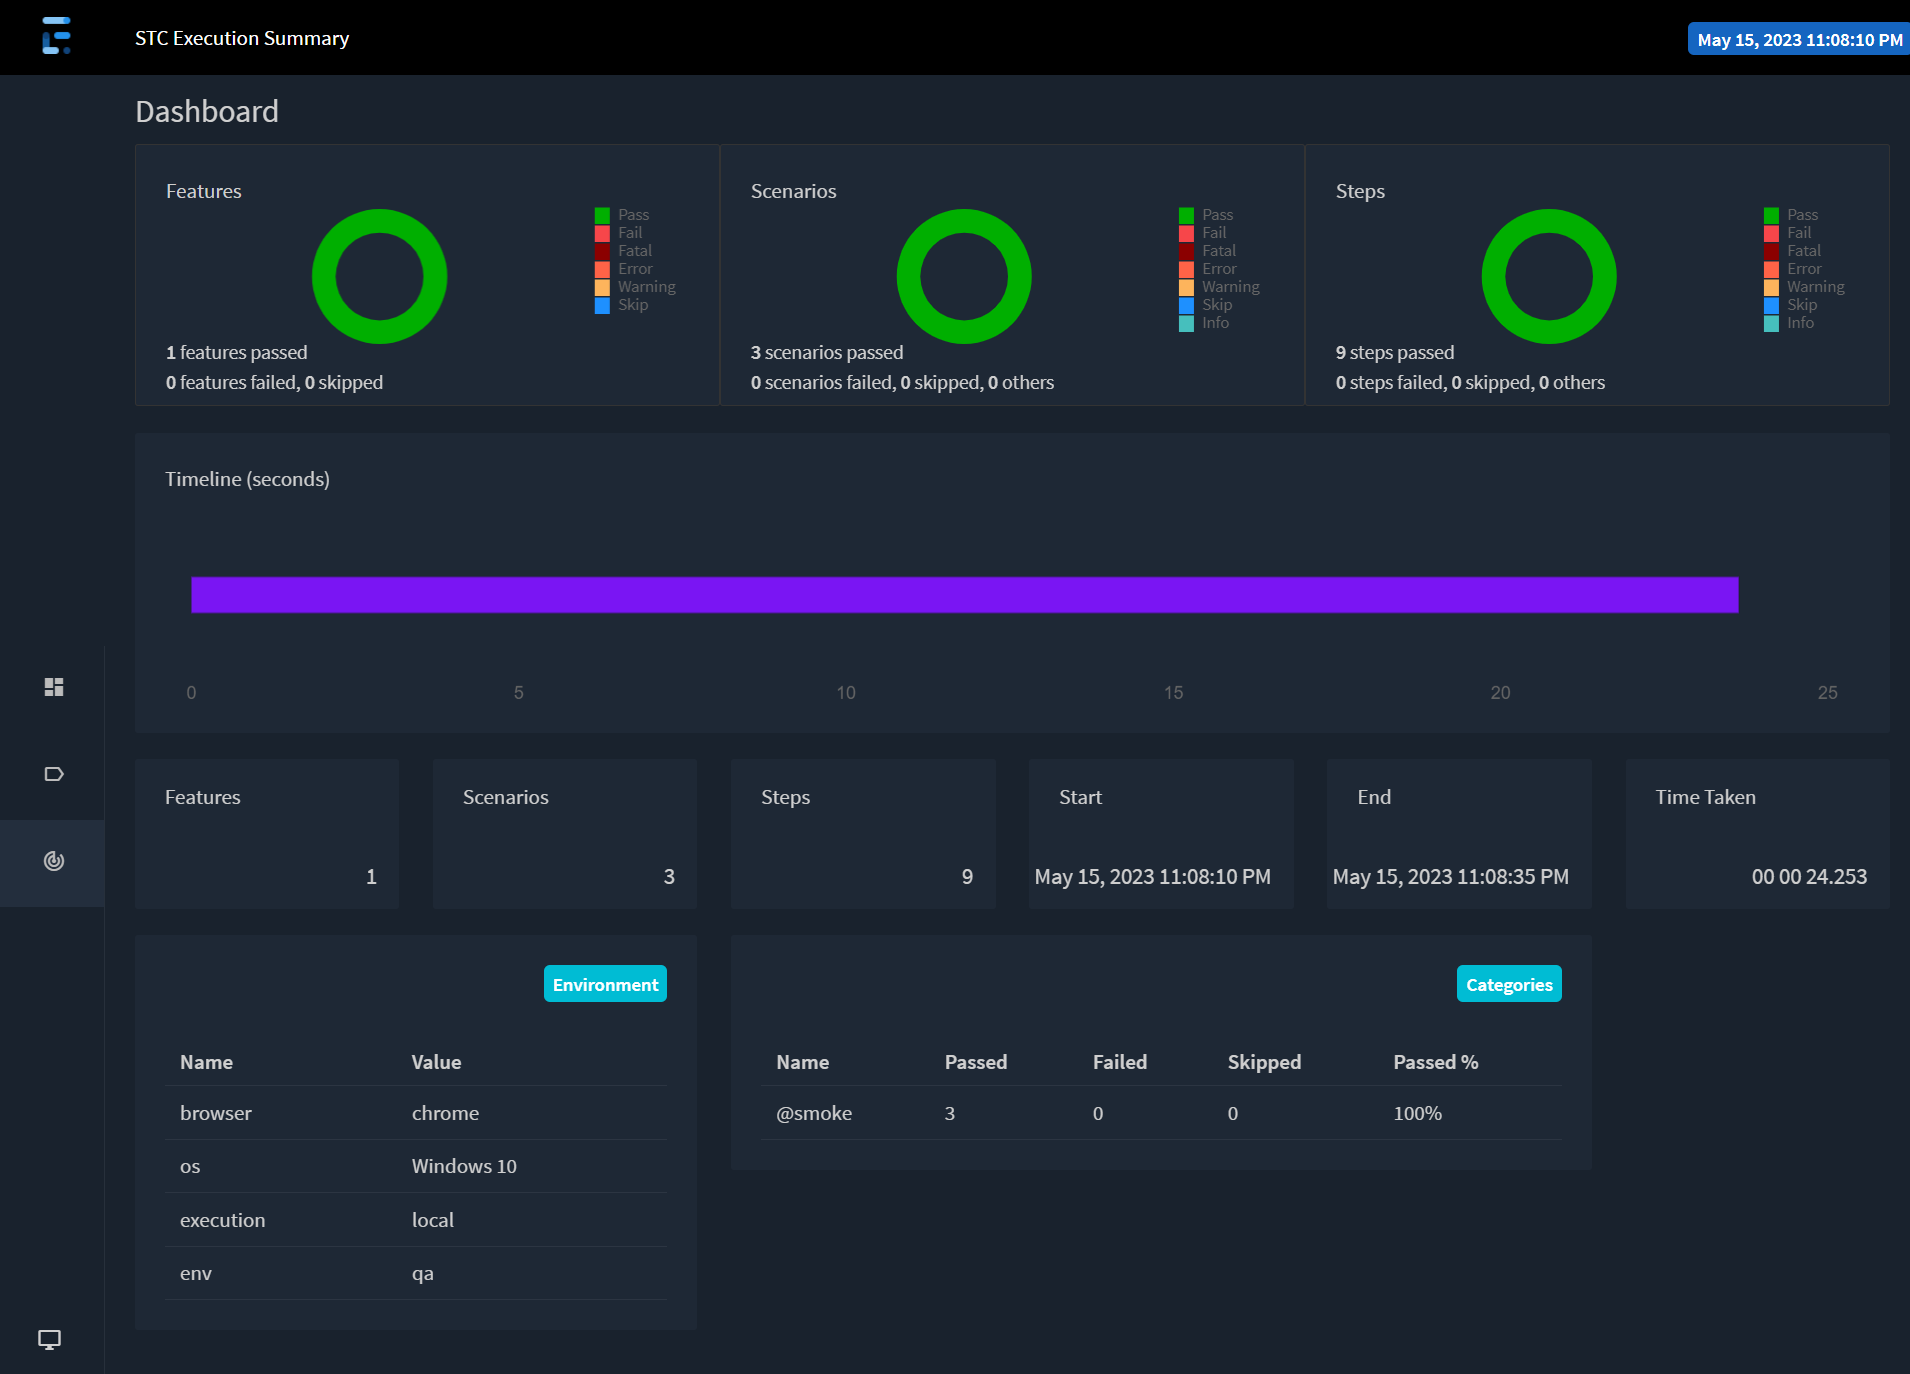 STC Execution Summary
May 15, 2023 11:08:10 PM
Dashboard
Features
Pass
Fail
Fatal
Error
Warning
Skip
1 features passed
0 features failed, 0 skipped
Scenarios
Pass
Fail
Fatal
Error
Warning
Skip
Info
3 scenarios passed
0 scenarios failed, 0 skipped, 0 others
Steps
Pass
Fail
Fatal
Error
Warning
Skip
Info
9 steps passed
0 steps failed, 0 skipped, 0 others
Timeline (seconds)
0 5 10 15 20 25
Features
1
Scenarios
3
Steps
9
Start
May 15, 2023 11:08:10 PM
End
May 15, 2023 11:08:35 PM
Time Taken
00 00 24.253
Environment
Name Value
browser chrome
os Windows 10
execution local
env qa
Categories
Name Passed Failed Skipped Passed %
@smoke 3 0 0 100%